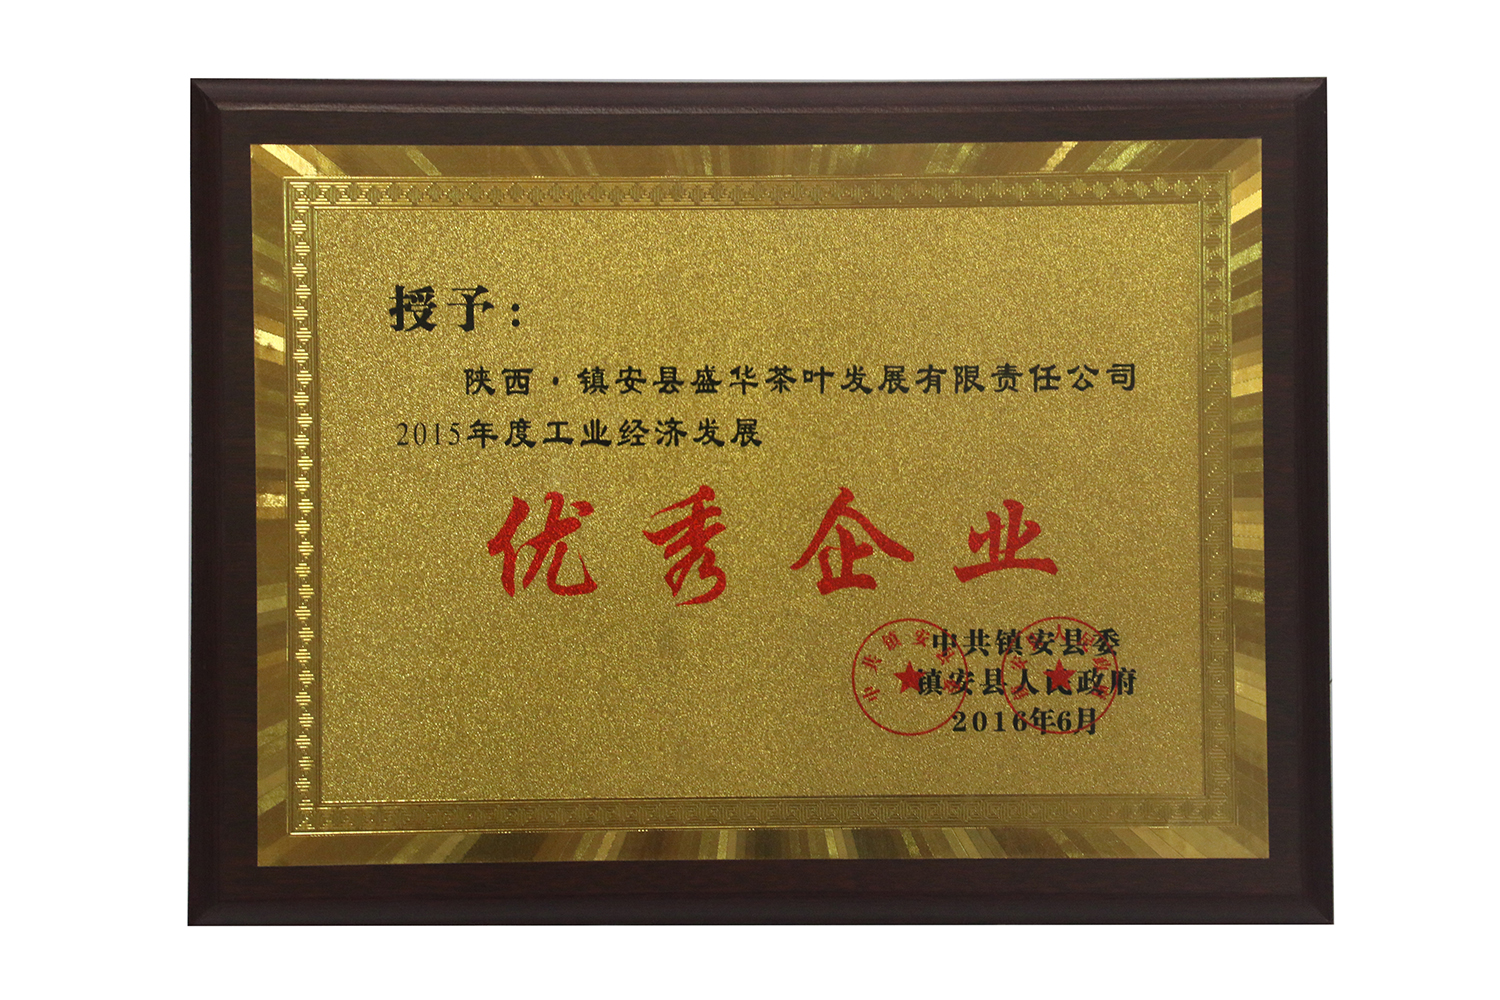 授予：
陕西·镇安县盛华茶叶发展有限责任公司
2015年度工业经济发展
优秀企业
中共镇安县委
镇安县人民政府
2016年6月